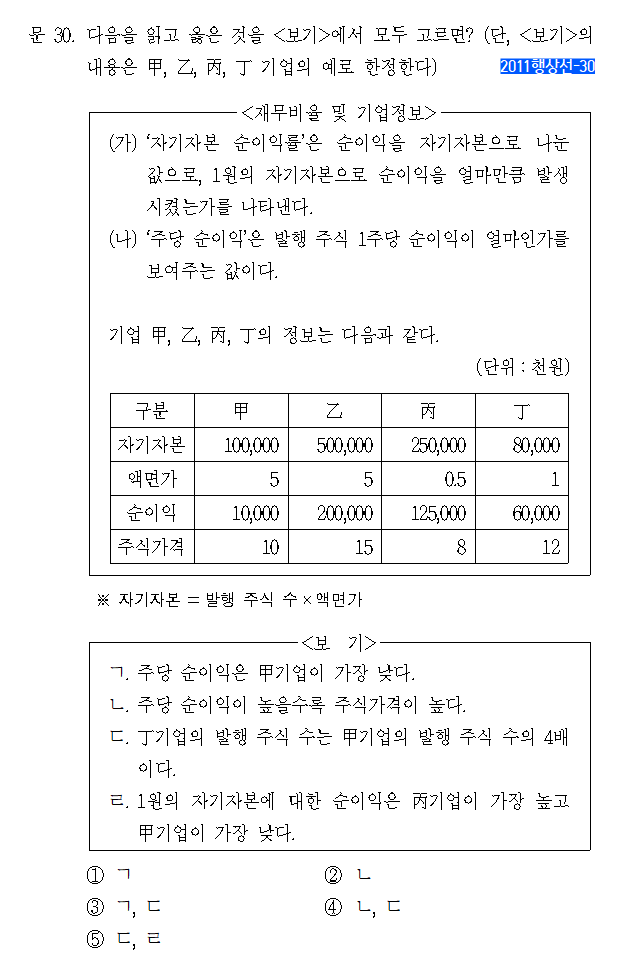 문 30. 다음을 읽고 옳은 것을 <보기>에서 모두 고르면? (단, <보기>의
내용은 甲, 乙, 丙, 丁 기업의 예로 한정한다) 2011행상선-30
<재무비율 및 기업정보>
(가) ‘자기자본 순이익률’은 순이익을 자기자본으로 나눈
값으로, 1원의 자기자본으로 순이익을 얼마만큼 발생
시켰는가를 나타낸다.
(나) ‘주당 순이익’은 발행 주식 1주당 순이익이 얼마인가를
보여주는 값이다.
기업 甲, 乙, 丙, 丁의 정보는 다음과 같다.
(단위 : 천원)
구분 甲 乙 丙 丁
자기자본 100,000 500,000 250,000 80,000
액면가 5 5 0.5 1
순이익 10,000 200,000 125,000 60,000
주식가격 10 15 8 12
※ 자기자본 = 발행 주식 수 × 액면가
<보 기>
ㄱ. 주당 순이익은 甲기업이 가장 낮다.
ㄴ. 주당 순이익이 높을수록 주식가격이 높다.
ㄷ. 丁기업의 발행 주식 수는 甲기업의 발행 주식 수의 4배
이다.
ㄹ. 1원의 자기자본에 대한 순이익은 丙기업이 가장 높고
甲기업이 가장 낮다.
① ㄱ ② ㄴ
③ ㄱ, ㄷ ④ ㄴ, ㄷ
⑤ ㄷ, ㄹ